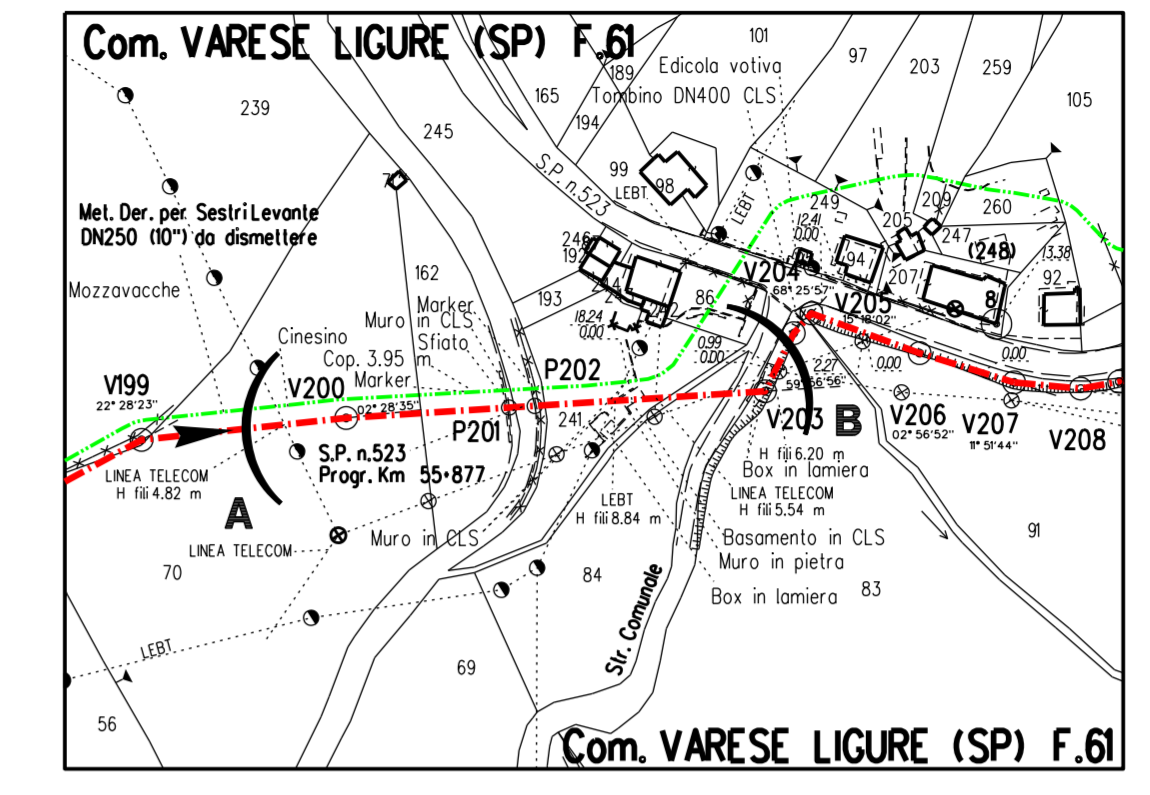 Com. VARESE LIGURE (SP) F.61
101
97
203
259
105
189
Edicola votiva
Tombino DN400 CLS
165
194
239
245
S.P. n.523
99
LEBT
98
LEBT
Met. Der. per Sestri Levante
DN250 (10") da dismettere
249
12.41
0.00
205
209
260
247
(248)
13.38
246
192
94
207
92
8
162
Mozzavacche
193
86
V204
68° 25'57"
V205
15° 18'02"
Marker
Muro in CLS
Sfiato
Cinesino
Cop. 3.95 m
Marker
18.24
0.00
0.99
0.00
2.27
0.00
0.00
P202
V199
22° 28'23"
V200
02° 28'35"
59° 56'56"
V203
B
V206
02° 56'52"
V207
11° 51'44"
V208
P201
241
S.P. n.523
Progr. Km 55+877
LINEA TELECOM
H fili 4.82 m
A
H fili 6.20 m
Box in lamiera
LINEA TELECOM
H fili 5.54 m
LEBT
H fili 8.84 m
LINEA TELECOM
Muro in CLS
Basamento in CLS
Muro in pietra
Box in lamiera
91
70
84
83
Str. Comunale
LEBT
69
56
Com. VARESE LIGURE (SP) F.61